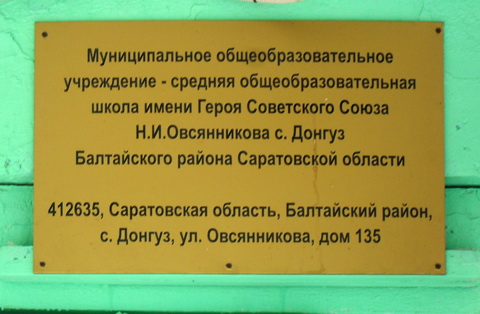 Муниципальное общеобразовательное
учреждение - средняя общеобразовательная
школа имени Героя Советского Союза
Н.И.Овсянникова с. Донгуз
Балтайского района Саратовской области
412635, Саратовская область, Балтайский район,
с. Донгуз, ул. Овсянникова, дом 135